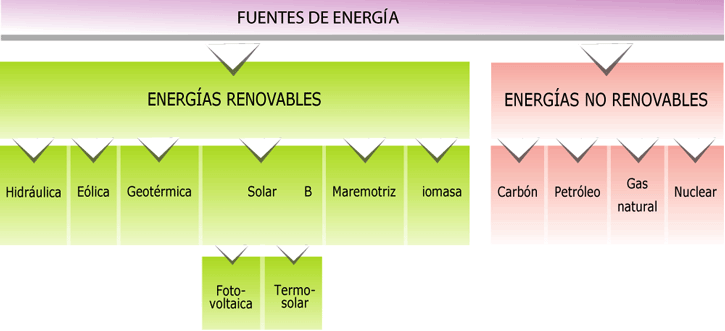 FUENTES DE ENERGÍA
ENERGÍAS RENOVABLES
ENERGÍAS NO RENOVABLES
Hidráulica
Eólica
Geotérmica
Solar B
Maremotriz
iomasa
Carbón
Petróleo
Gas
natural
Nuclear
Foto-
voltaica
Termo-
solar